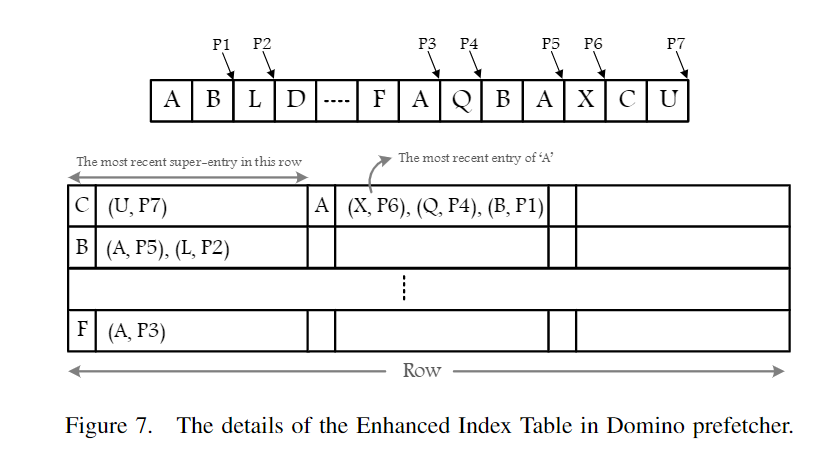 P1 P2 P3 P4 P5 P6 P7
A B L D ---- F A Q B A X C U
The most recent super-entry in this row
The most recent entry of 'A'
C (U, P7) A (X, P6), (Q, P4), (B, P1)
B (A, P5), (L, P2)
F (A, P3)
Row
Figure 7. The details of the Enhanced Index Table in Domino prefetcher.